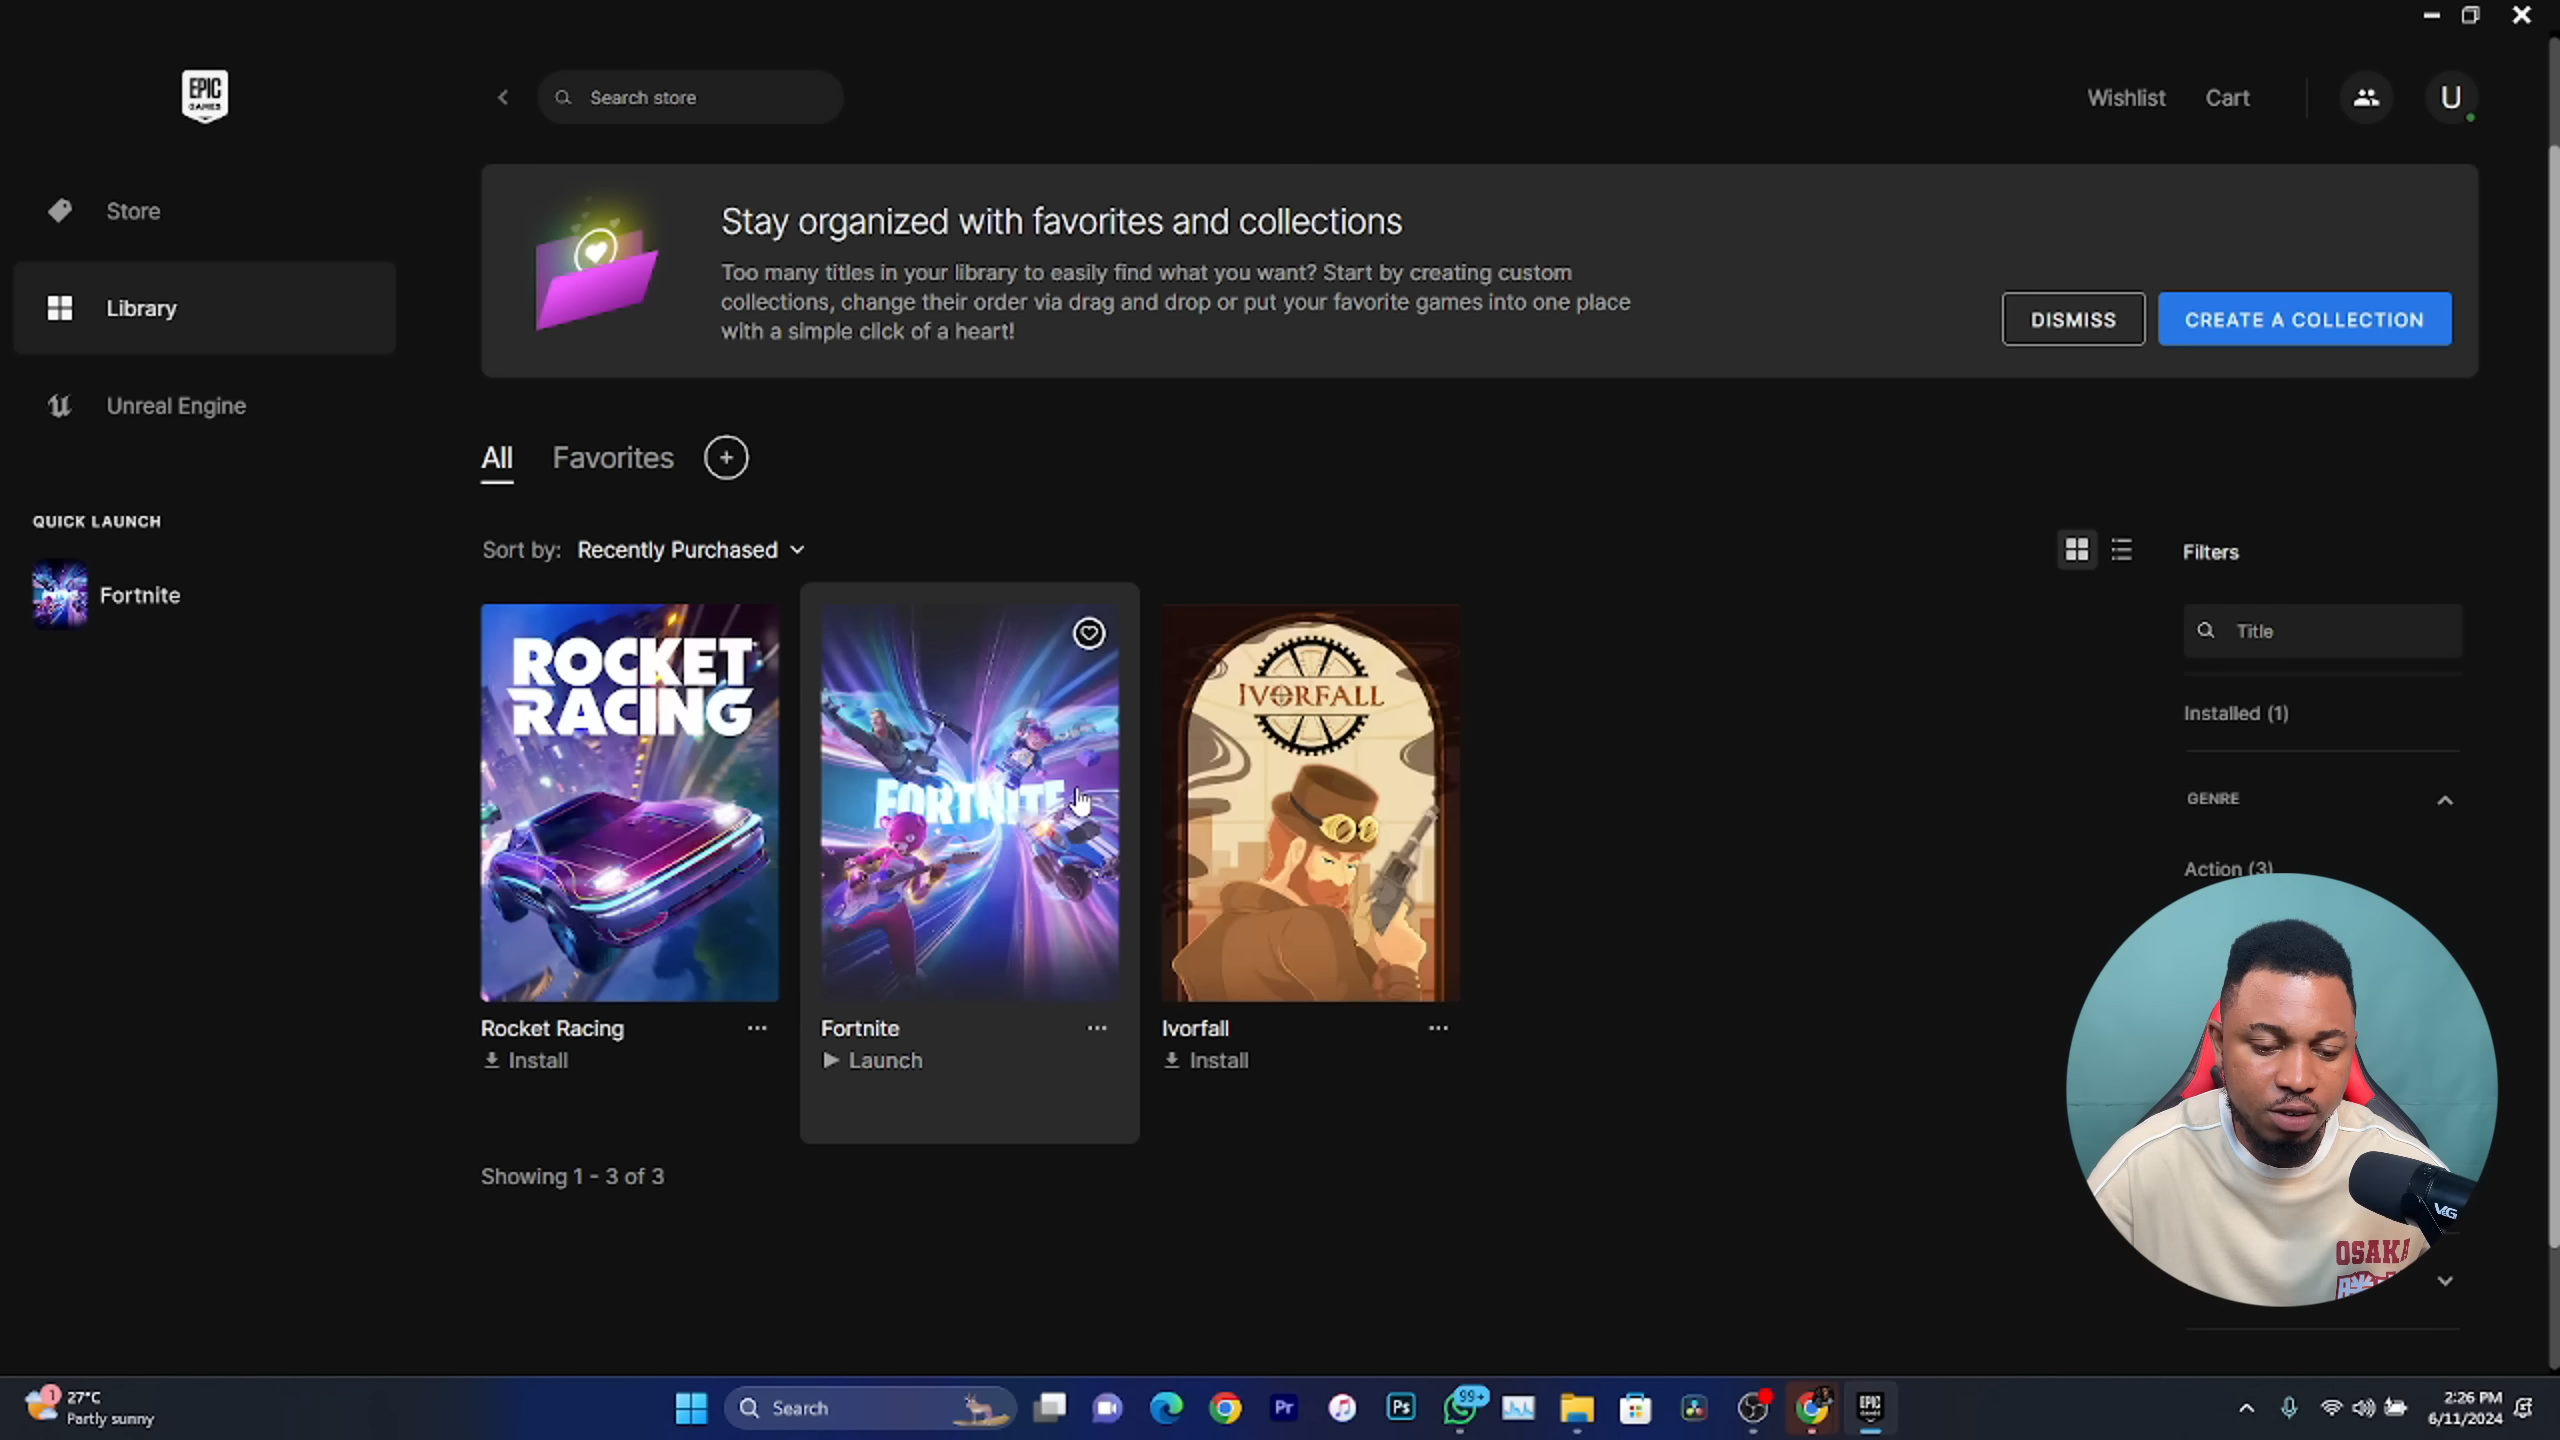 EPIC
GAMES
Search store
Wishlist
Cart
U
Store
Library
Unreal Engine
QUICK LAUNCH
Fortnite
Stay organized with favorites and collections
Too many titles in your library to easily find what you want? Start by creating custom
collections, change their order via drag and drop or put your favorite games into one place
with a simple click of a heart!
DISMISS
CREATE A COLLECTION
All
Favorites
Sort by: Recently Purchased
Filters
Title
Installed (1)
GENRE
Action (3)
ROCKET
RACING
FORTNITE
IVORFALL
Rocket Racing
Install
Fortnite
Launch
Ivorfall
Install
Showing 1 - 3 of 3
OSAKA
1
27°C
Partly sunny
Search
Pr
Ps
99+
EPIC
2:26 PM
6/11/2024